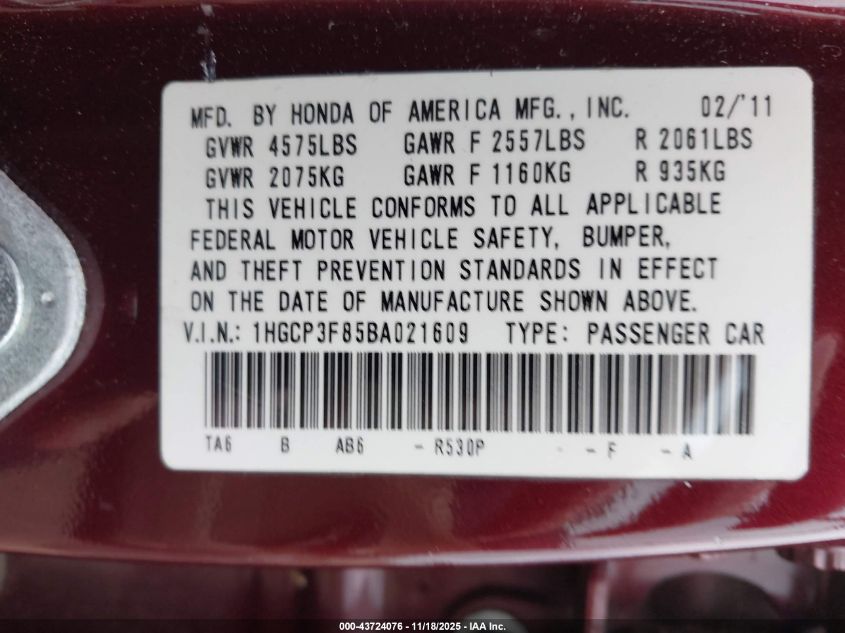 MFD. BY HONDA OF AMERICA MFG., INC. 02/'11
GVWR 4575LBS GAWR F 2557LBS R 2061LBS
GVWR 2075KG GAWR F 1160KG R 935KG
THIS VEHICLE CONFORMS TO ALL APPLICABLE
FEDERAL MOTOR VEHICLE SAFETY, BUMPER,
AND THEFT PREVENTION STANDARDS IN EFFECT
ON THE DATE OF MANUFACTURE SHOWN ABOVE.
V.I.N.: 1HGCP3F85BA021609 TYPE: PASSENGER CAR
TA6 B AB6 - R530P - - F - A
000-43724076 - 11/18/2025 - IAA Inc.